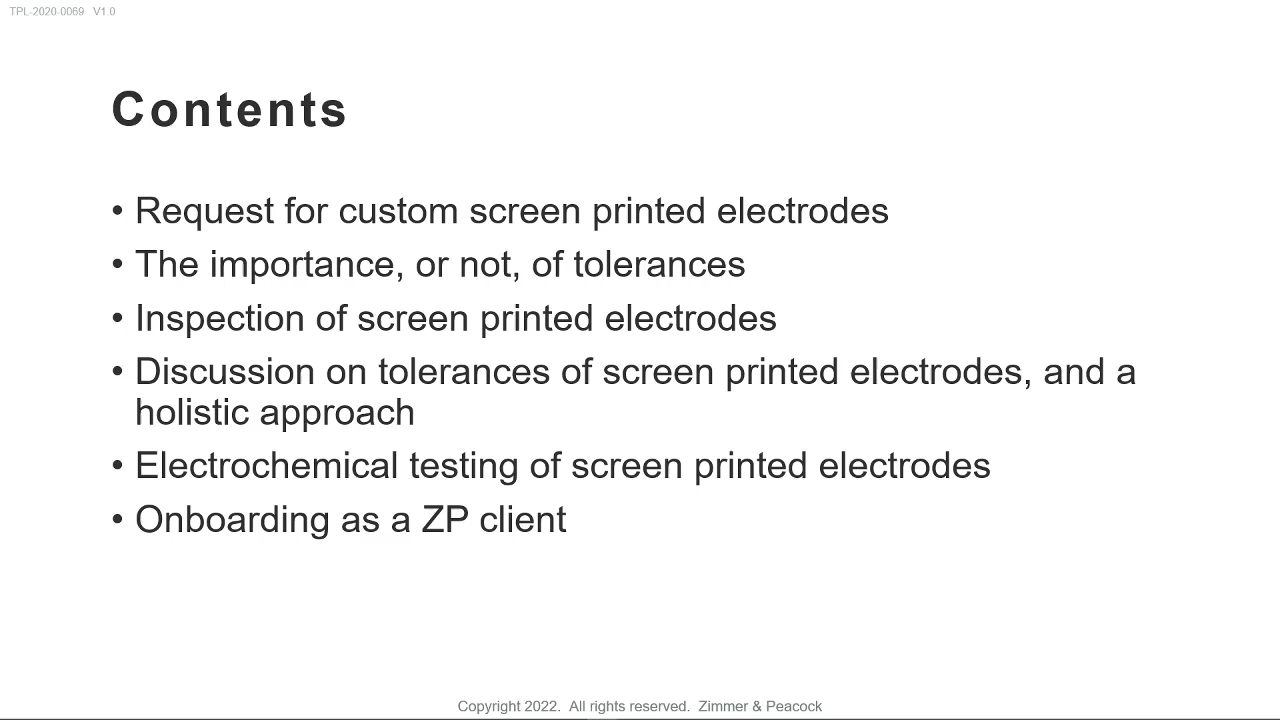 TPL-2020-0069 V1.0
Contents
• Request for custom screen printed electrodes
• The importance, or not, of tolerances
• Inspection of screen printed electrodes
• Discussion on tolerances of screen printed electrodes, and a
holistic approach
• Electrochemical testing of screen printed electrodes
• Onboarding as a ZP client
Copyright 2022. All rights reserved. Zimmer & Peacock